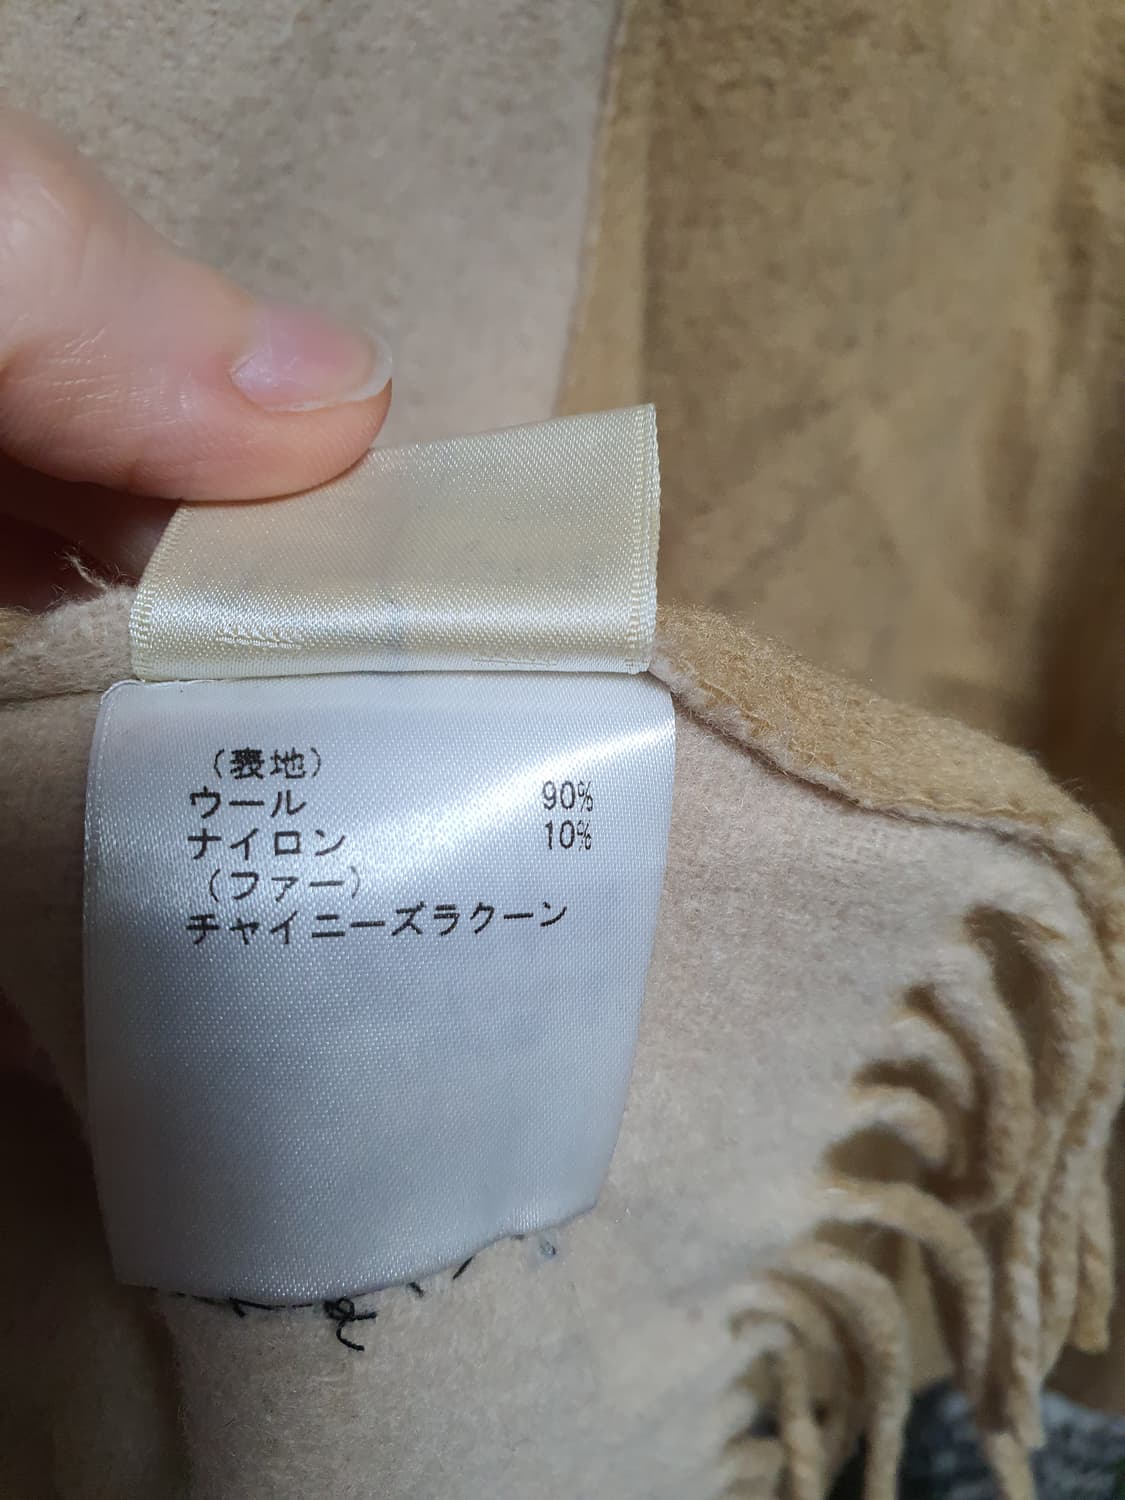 (表地)
ウール 90%
ナイロン 10%
(ファー)
チャイニーズラクーン